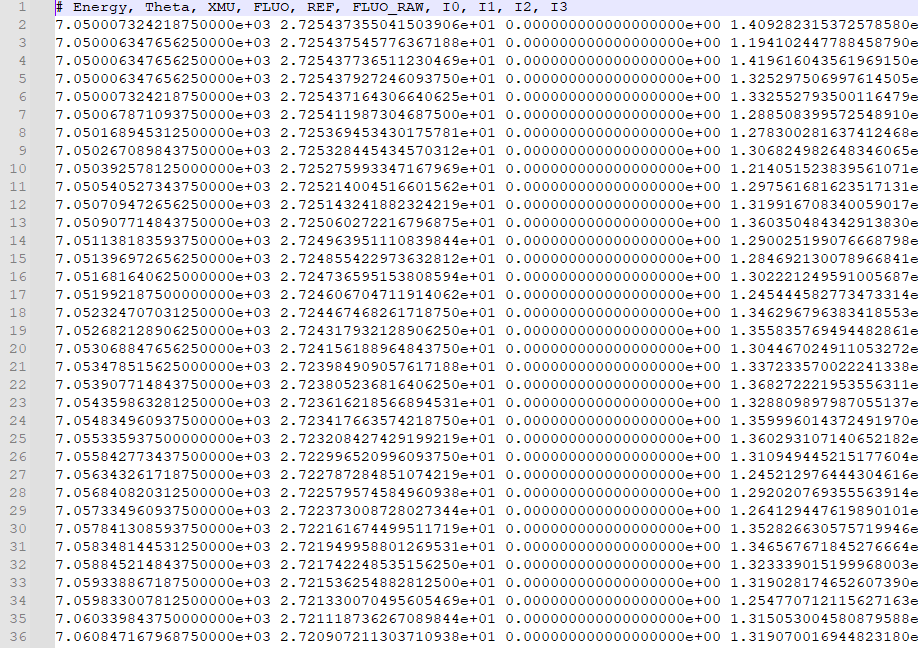 1 # Energy, Theta, XMU, FLUO, REF, FLUO_RAW, I0, I1, I2, I3
2 7.050007324218750000e+03 2.725437355041503906e+01 0.000000000000000000e+00 1.409282315372578580e
3 7.050006347656250000e+03 2.725437545776367188e+01 0.000000000000000000e+00 1.194102447788458790e
4 7.050006347656250000e+03 2.725437736511230469e+01 0.000000000000000000e+00 1.419616043561969150e
5 7.050006347656250000e+03 2.725437927246093750e+01 0.000000000000000000e+00 1.325297506997614505e
6 7.050007324218750000e+03 2.725437164306640625e+01 0.000000000000000000e+00 1.332552793500116479e
7 7.050067871093750000e+03 2.725411987304687500e+01 0.000000000000000000e+00 1.288508399572548910e
8 7.050168945312500000e+03 2.725369453430175781e+01 0.000000000000000000e+00 1.278300281637412468e
9 7.050267089843750000e+03 2.725328445434570312e+01 0.000000000000000000e+00 1.306824982648346065e
10 7.050392578125000000e+03 2.725275993347167969e+01 0.000000000000000000e+00 1.214051523839561071e
11 7.050540527343750000e+03 2.725214004516601562e+01 0.000000000000000000e+00 1.297561681623517131e
12 7.050709472656250000e+03 2.725143241882324219e+01 0.000000000000000000e+00 1.319916708340059017e
13 7.050907714843750000e+03 2.725060272216796875e+01 0.000000000000000000e+00 1.360350484342913830e
14 7.051138183593750000e+03 2.724963951110839844e+01 0.000000000000000000e+00 1.290025199076668798e
15 7.051396972656250000e+03 2.724855422973632812e+01 0.000000000000000000e+00 1.284692130078966841e
16 7.051681640625000000e+03 2.724736595153808594e+01 0.000000000000000000e+00 1.302221249591005687e
17 7.051992187500000000e+03 2.724606704711914062e+01 0.000000000000000000e+00 1.245444582773473314e
18 7.052324707031250000e+03 2.724467468261718750e+01 0.000000000000000000e+00 1.346296796383418553e
19 7.052682128906250000e+03 2.724317932128906250e+01 0.000000000000000000e+00 1.355835769494482861e
20 7.053068847656250000e+03 2.724156188964843750e+01 0.000000000000000000e+00 1.304467024911053272e
21 7.053478515625000000e+03 2.723984909057617188e+01 0.000000000000000000e+00 1.337233570022241338e
22 7.053907714843750000e+03 2.723805236816406250e+01 0.000000000000000000e+00 1.368272221953556311e
23 7.054359863281250000e+03 2.723616218566894531e+01 0.000000000000000000e+00 1.328809897987055137e
24 7.054834960937500000e+03 2.723417663574218750e+01 0.000000000000000000e+00 1.359996014372491970e
25 7.055335937500000000e+03 2.723208427429199219e+01 0.000000000000000000e+00 1.360293107140652182e
26 7.055842773437500000e+03 2.722996520996093750e+01 0.000000000000000000e+00 1.310949445215177604e
27 7.056343261718750000e+03 2.722787284851074219e+01 0.000000000000000000e+00 1.245212976444304616e
28 7.056840820312500000e+03 2.722579574584960938e+01 0.000000000000000000e+00 1.292020769355563914e
29 7.057334960937500000e+03 2.722373008728027344e+01 0.000000000000000000e+00 1.264129447619890101e
30 7.057841308593750000e+03 2.722161674499511719e+01 0.000000000000000000e+00 1.352826630575719946e
31 7.058348144531250000e+03 2.721949958801269531e+01 0.000000000000000000e+00 1.346567671845276664e
32 7.058845214843750000e+03 2.721742248535156250e+01 0.000000000000000000e+00 1.323339015199968003e
33 7.059338867187500000e+03 2.721536254882812500e+01 0.000000000000000000e+00 1.319028174652607390e
34 7.059833007812500000e+03 2.721330070495605469e+01 0.000000000000000000e+00 1.254770712115627163e
35 7.060339843750000000e+03 2.721118736267089844e+01 0.000000000000000000e+00 1.315053004580879588e
36 7.060847167968750000e+03 2.720907211303710938e+01 0.000000000000000000e+00 1.319070016944823180e